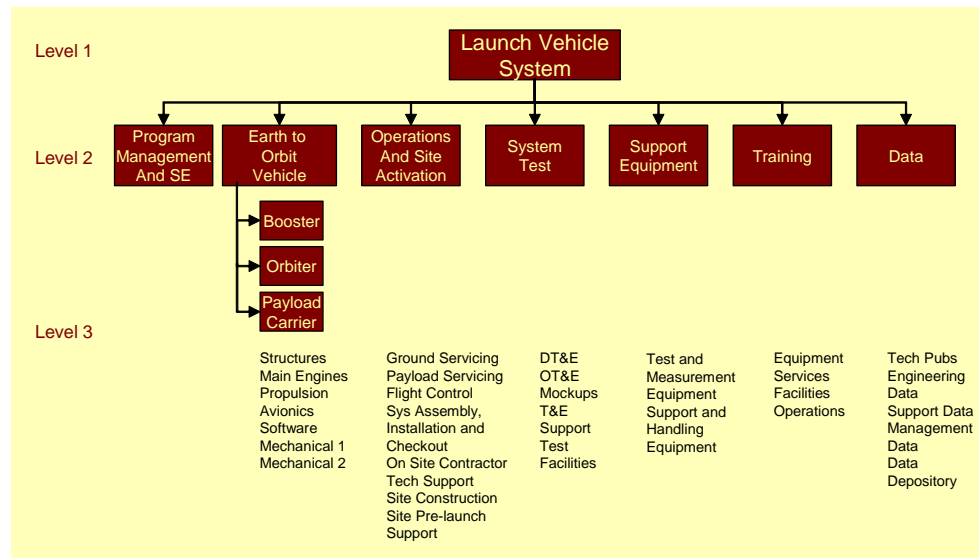 Level 1
Launch Vehicle
System
Level 2
Program
Management
And SE
Earth to
Orbit
Vehicle
Operations
And Site
Activation
System
Test
Support
Equipment
Training
Data
Booster
Orbiter
Payload
Carrier
Level 3
Structures
Main Engines
Propulsion
Avionics
Software
Mechanical 1
Mechanical 2
Ground Servicing
Payload Servicing
Flight Control
Sys Assembly,
Installation and
Checkout
On Site Contractor
Tech Support
Site Construction
Site Pre-launch
Support
DT&E
OT&E
Mockups
T&E
Support
Test
Facilities
Test and
Measurement
Equipment
Support and
Handling
Equipment
Equipment
Services
Facilities
Operations
Tech Pubs
Engineering
Data
Support Data
Management
Data
Data
Depository